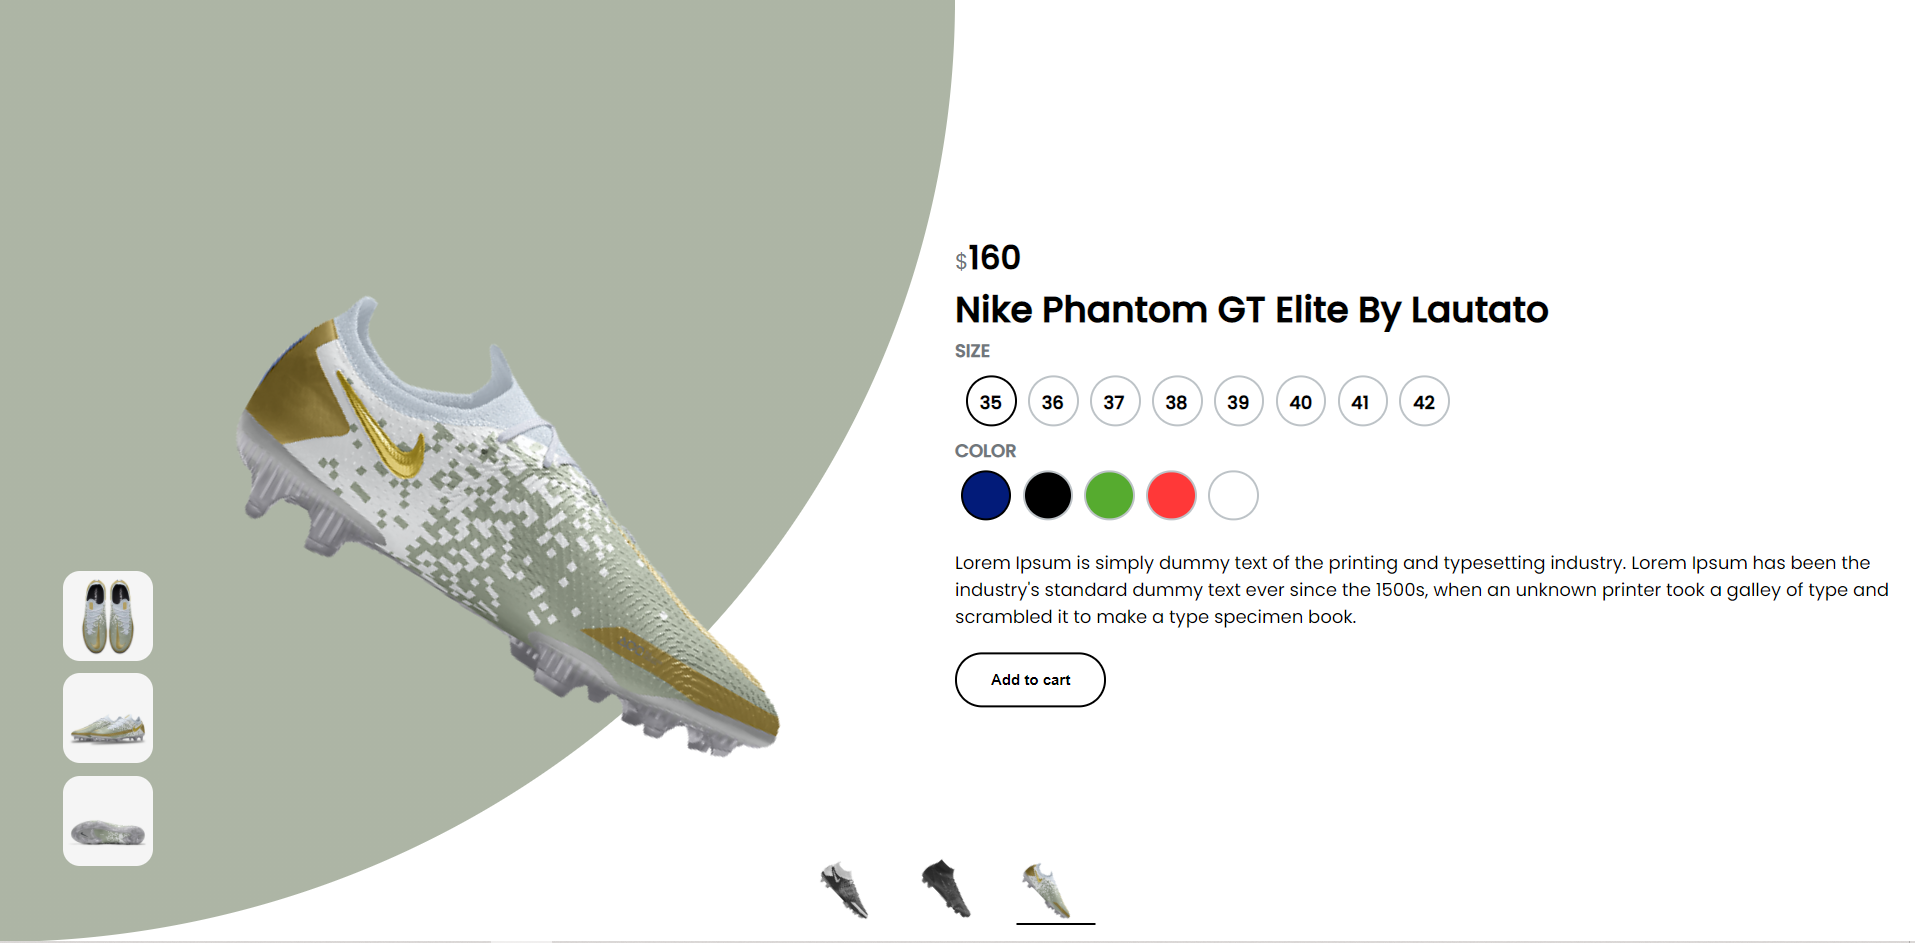 $160
Nike Phantom GT Elite By Lautato
SIZE
35 36 37 38 39 40 41 42
COLOR
Lorem Ipsum is simply dummy text of the printing and typesetting industry. Lorem Ipsum has been the
industry's standard dummy text ever since the 1500s, when an unknown printer took a galley of type and
scrambled it to make a type specimen book.
Add to cart